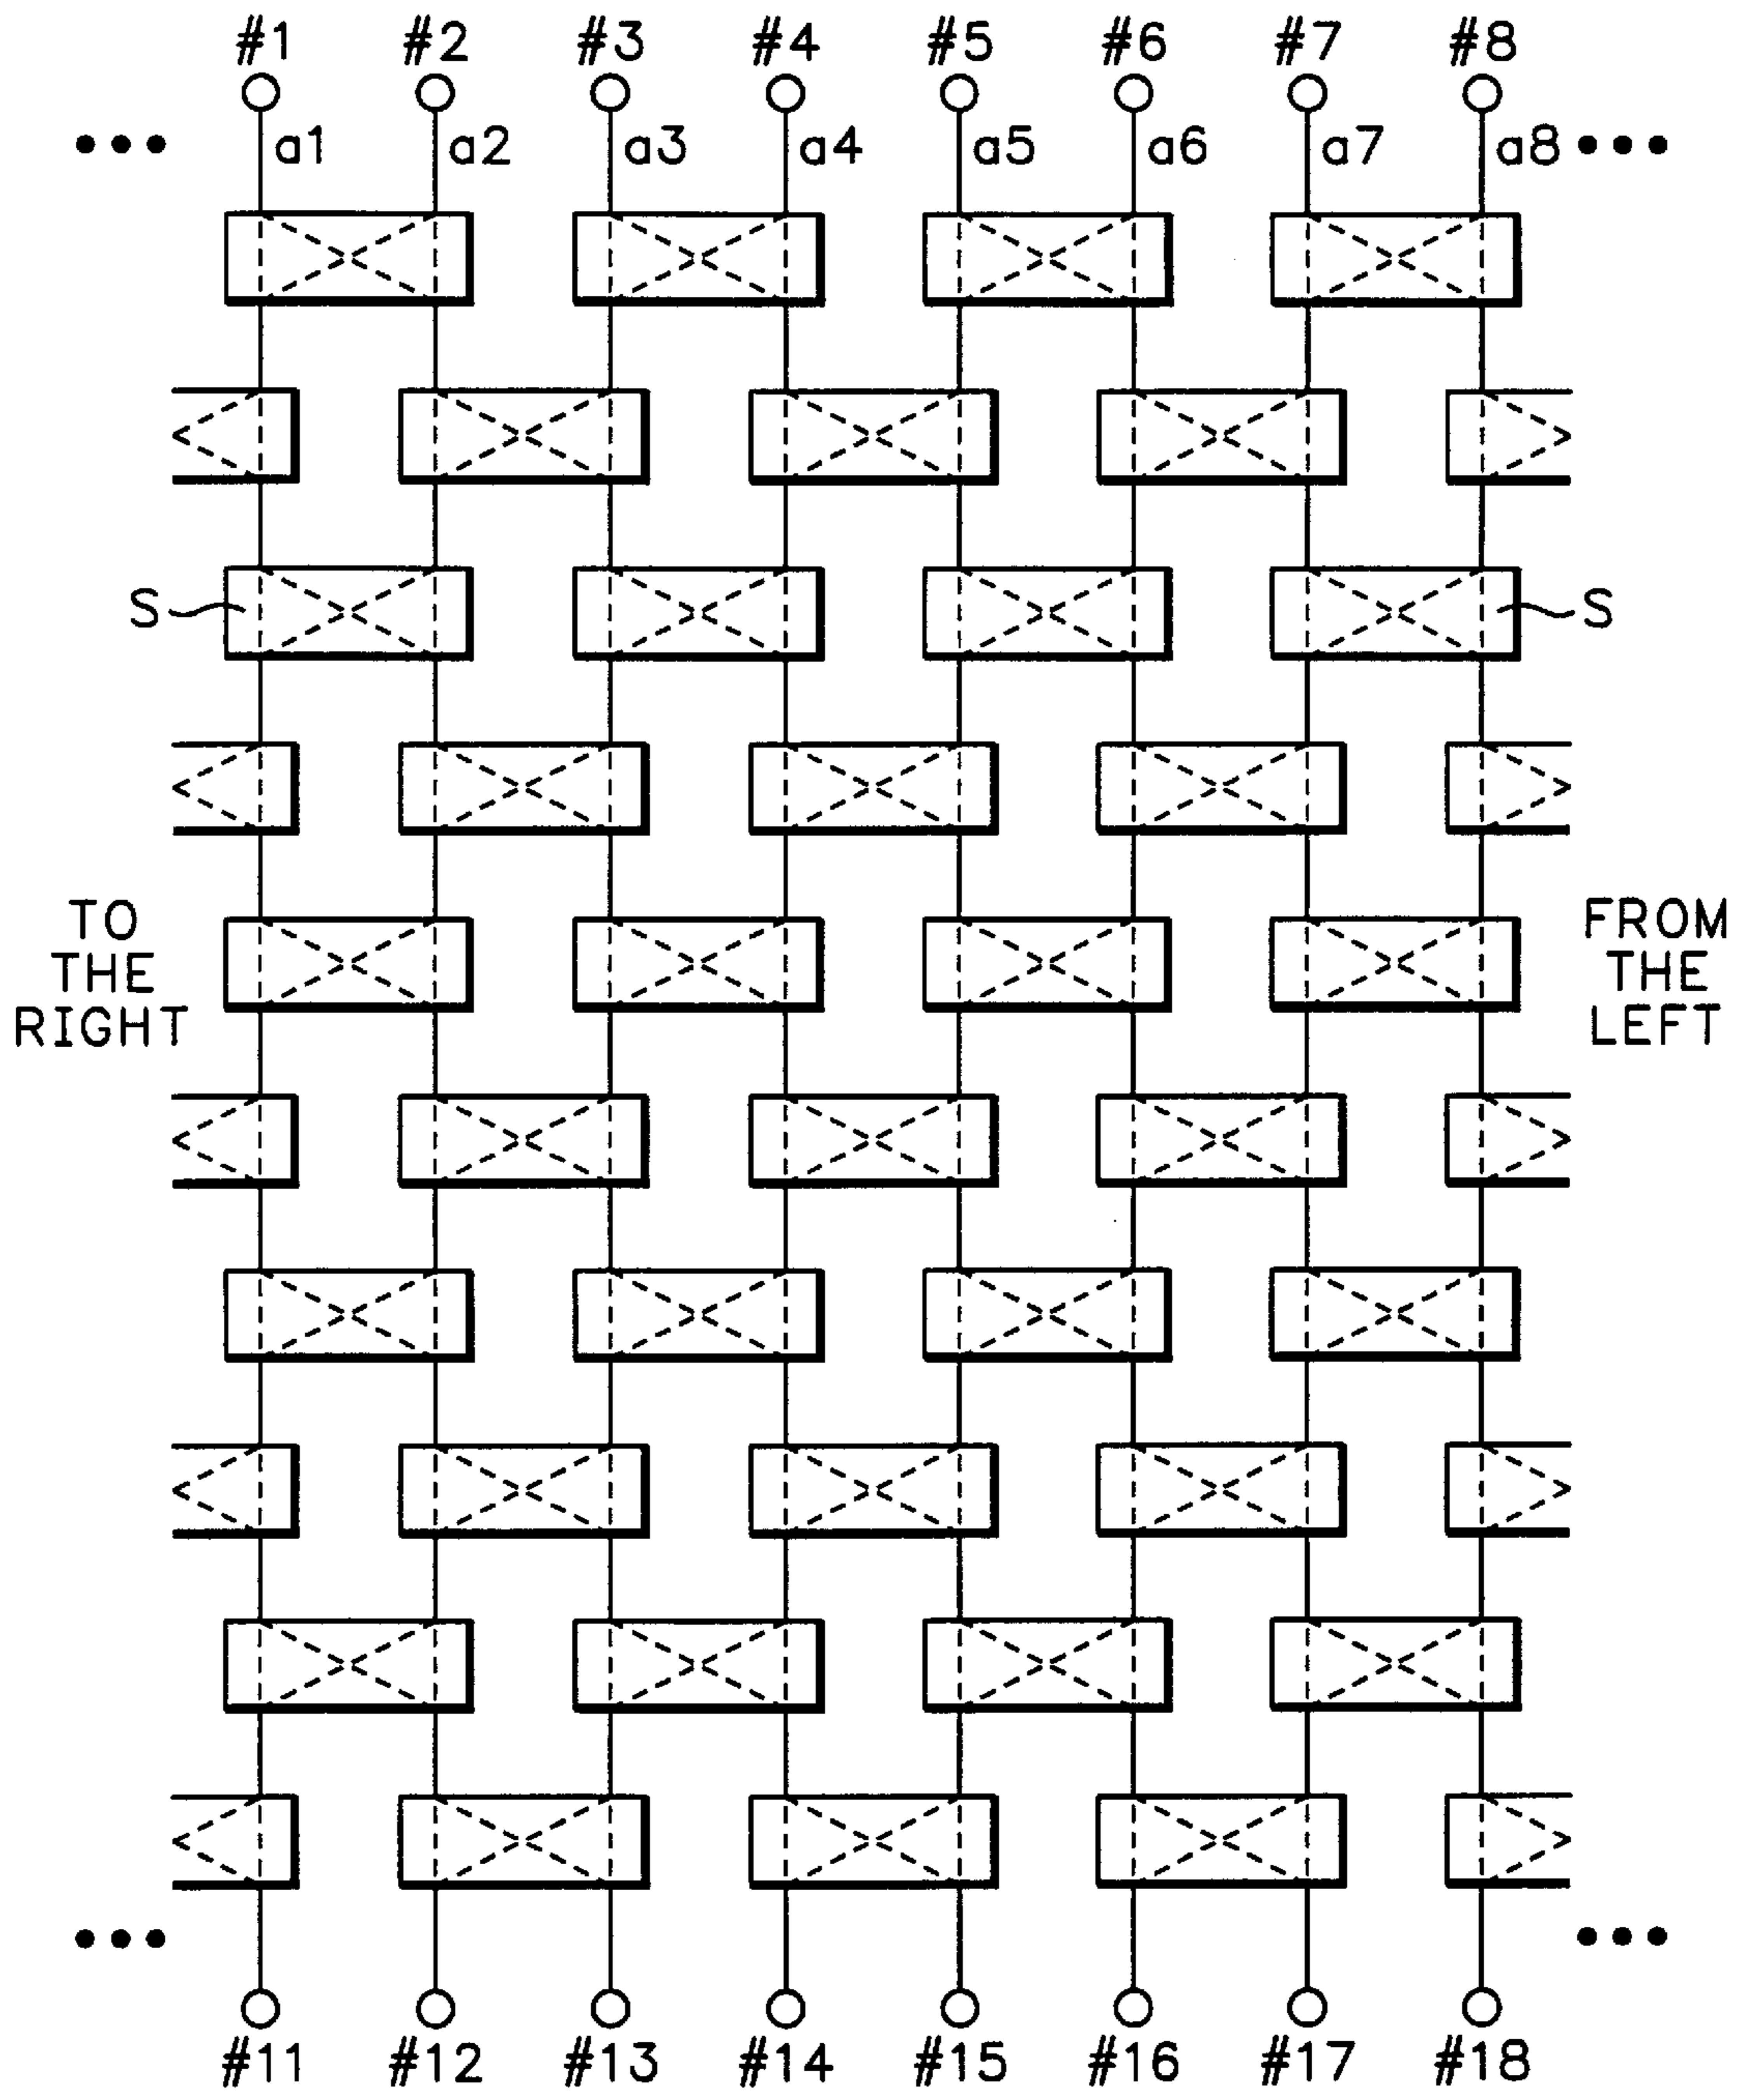 #1 #2 #3 #4 #5 #6 #7 #8
••• a1 a2 a3 a4 a5 a6 a7 a8 •••
S S
TO THE RIGHT
FROM THE LEFT
••• •••
#11 #12 #13 #14 #15 #16 #17 #18